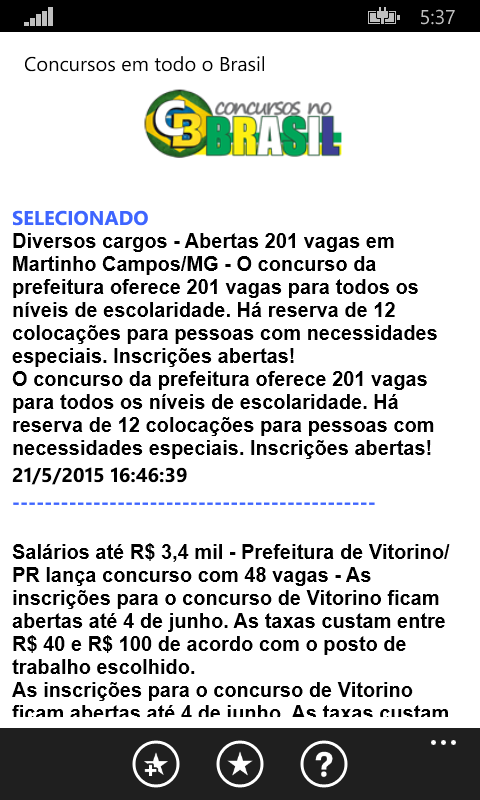 5:37
Concursos em todo o Brasil
CB concursos no
BRASIL
SELECIONADO
Diversos cargos - Abertas 201 vagas em
Martinho Campos/MG - O concurso da
prefeitura oferece 201 vagas para todos os
níveis de escolaridade. Há reserva de 12
colocações para pessoas com necessidades
especiais. Inscrições abertas!
O concurso da prefeitura oferece 201 vagas
para todos os níveis de escolaridade. Há
reserva de 12 colocações para pessoas com
necessidades especiais. Inscrições abertas!
21/5/2015 16:46:39
----------------------------------------------
Salários até R$ 3,4 mil - Prefeitura de Vitorino/
PR lança concurso com 48 vagas - As
inscrições para o concurso de Vitorino ficam
abertas até 4 de junho. As taxas custam entre
R$ 40 e R$ 100 de acordo com o posto de
trabalho escolhido.
As inscrições para o concurso de Vitorino
ficam abertas até 4 de junho. As taxas custam